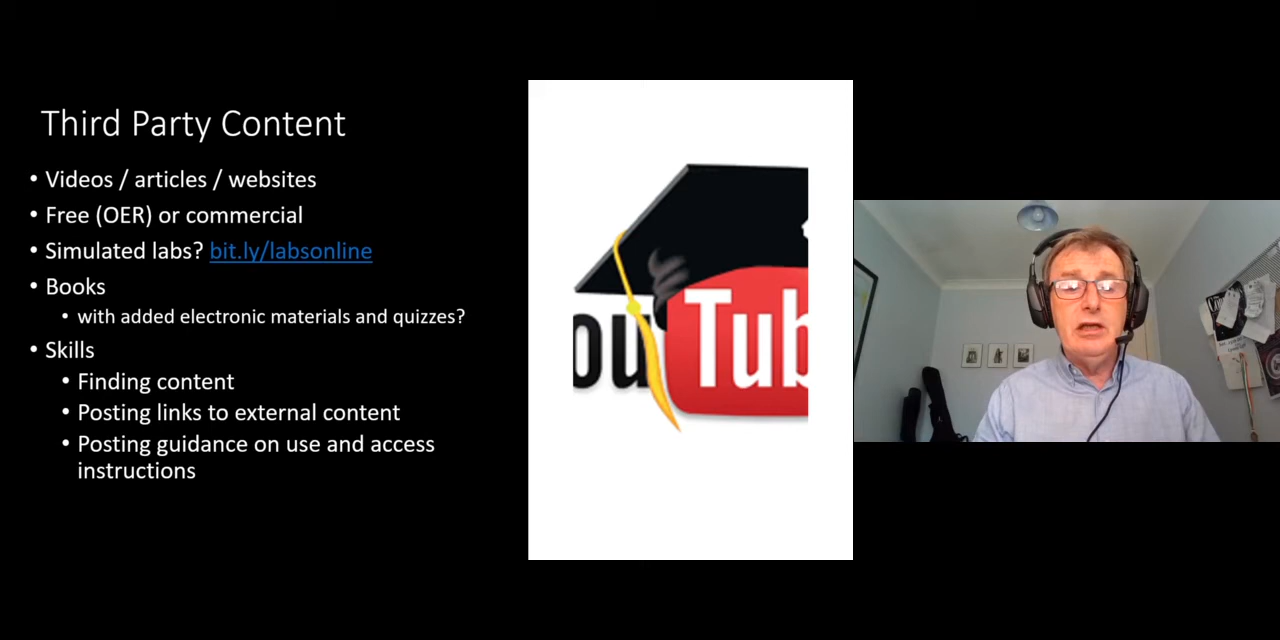 Third Party Content
• Videos / articles / websites
• Free (OER) or commercial
• Simulated labs? bit.ly/labsonline
• Books
• with added electronic materials and quizzes?
• Skills
• Finding content
• Posting links to external content
• Posting guidance on use and access
instructions
ou Tub